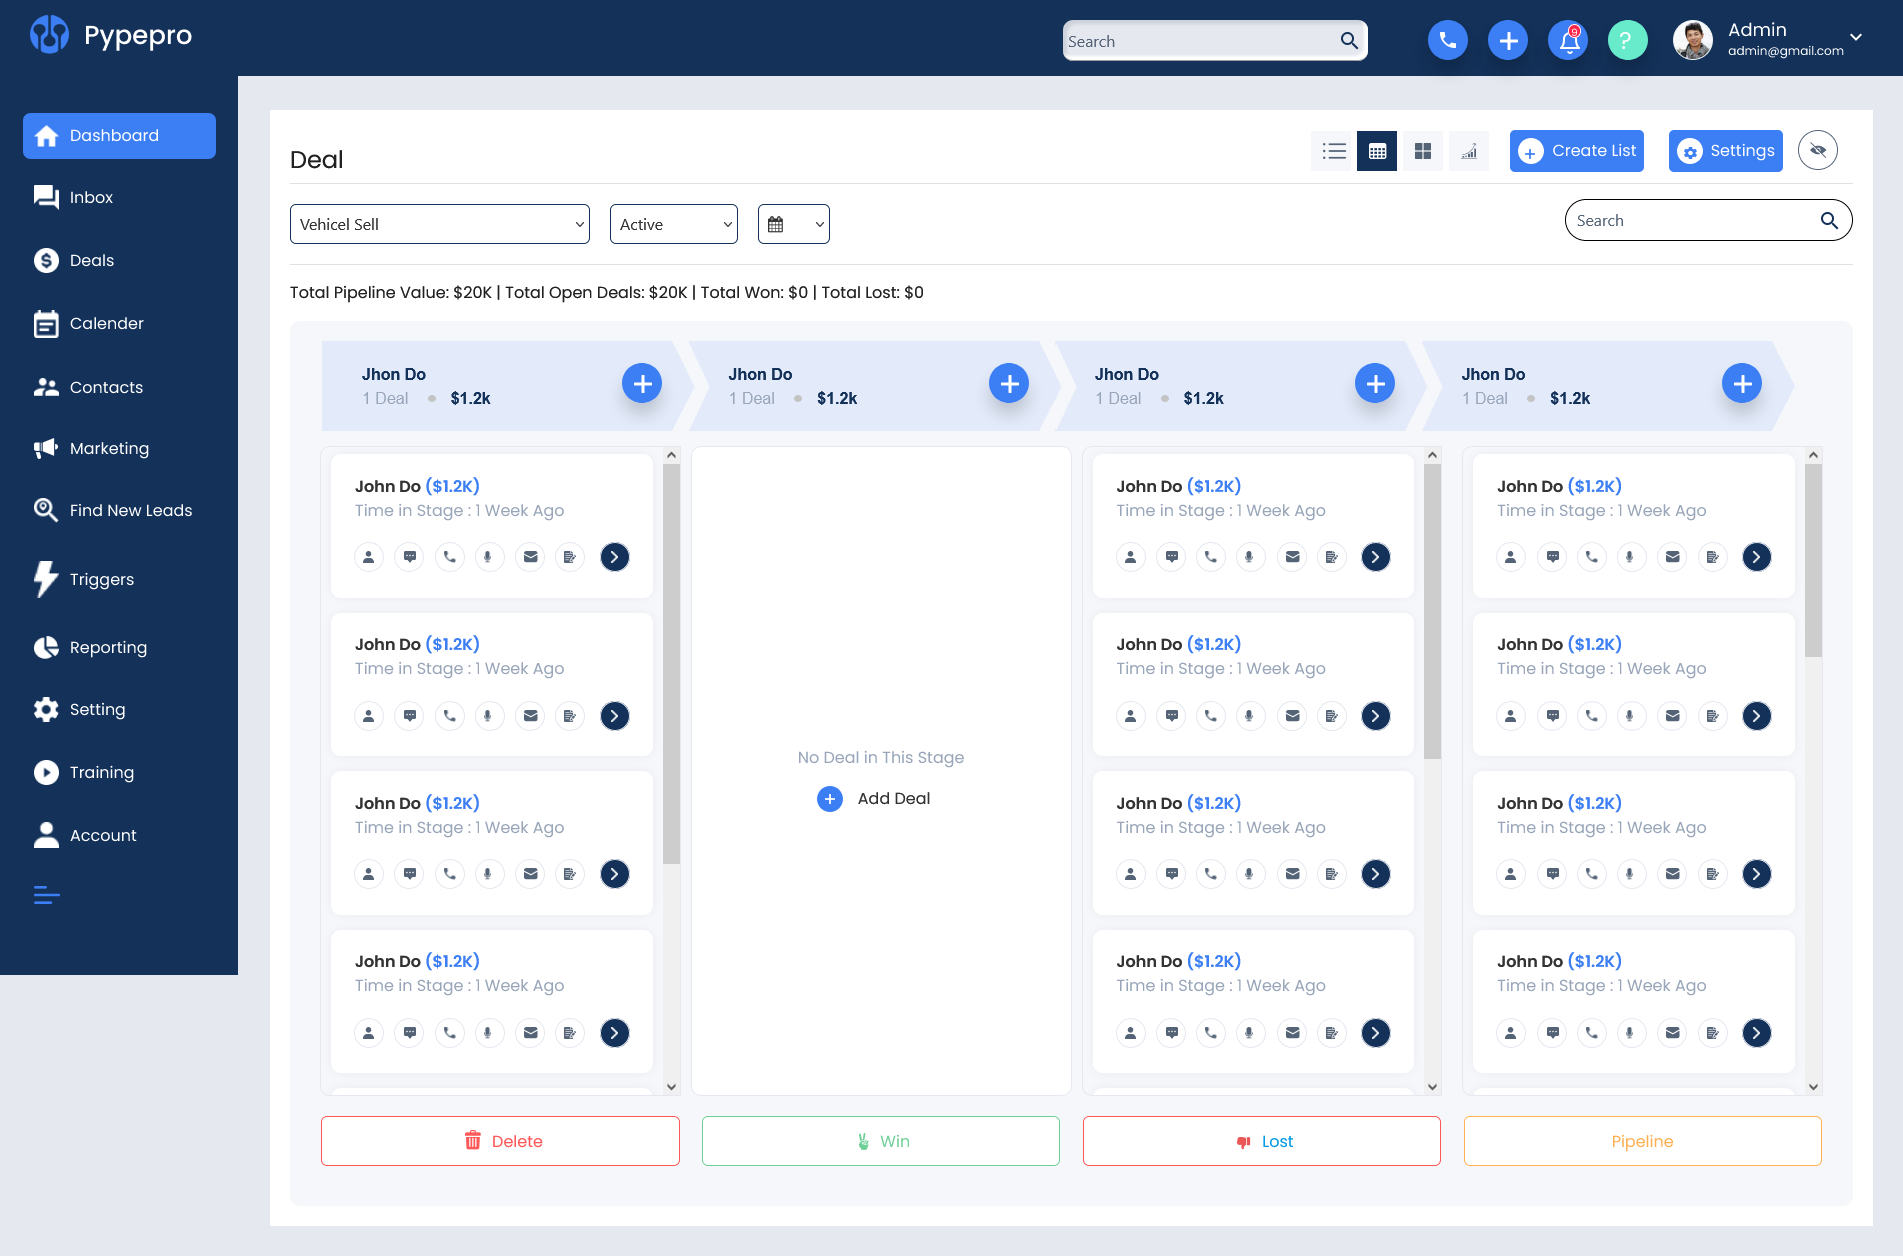 Pypepro
Search
9
?
Admin
admin@gmail.com
Dashboard
Inbox
Deals
Calender
Contacts
Marketing
Find New Leads
Triggers
Reporting
Setting
Training
Account
Deal
Create List
Settings
Vehicel Sell
Active
Search
Total Pipeline Value: $20K | Total Open Deals: $20K | Total Won: $0 | Total Lost: $0
Jhon Do
1 Deal $1.2k
Jhon Do
1 Deal $1.2k
Jhon Do
1 Deal $1.2k
Jhon Do
1 Deal $1.2k
John Do ($1.2K)
Time in Stage : 1 Week Ago
John Do ($1.2K)
Time in Stage : 1 Week Ago
John Do ($1.2K)
Time in Stage : 1 Week Ago
John Do ($1.2K)
Time in Stage : 1 Week Ago
No Deal in This Stage
Add Deal
John Do ($1.2K)
Time in Stage : 1 Week Ago
John Do ($1.2K)
Time in Stage : 1 Week Ago
John Do ($1.2K)
Time in Stage : 1 Week Ago
John Do ($1.2K)
Time in Stage : 1 Week Ago
John Do ($1.2K)
Time in Stage : 1 Week Ago
John Do ($1.2K)
Time in Stage : 1 Week Ago
John Do ($1.2K)
Time in Stage : 1 Week Ago
John Do ($1.2K)
Time in Stage : 1 Week Ago
Delete
Win
Lost
Pipeline